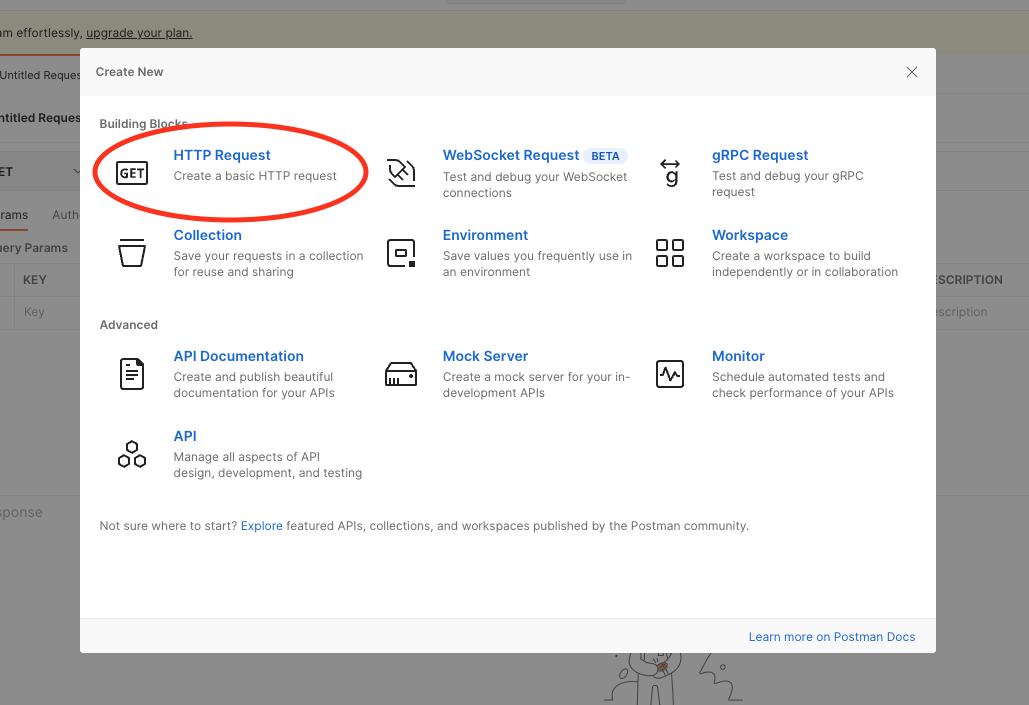 am effortlessly, upgrade your plan.
Create New
Untitled Reques
ntitled Reques
Building Blocks
GET
HTTP Request
Create a basic HTTP request
WebSocket Request BETA
Test and debug your WebSocket
connections
g
gRPC Request
Test and debug your gRPC
request
ET
rams Auth
Collection
Save your requests in a collection
for reuse and sharing
Environment
Save values you frequently use in
an environment
Workspace
Create a workspace to build
independently or in collaboration
uery Params
KEY
ESCRIPTION
Key
escription
Advanced
API Documentation
Create and publish beautiful
documentation for your APIs
Mock Server
Create a mock server for your in-
development APIs
Monitor
Schedule automated tests and
check performance of your APIs
API
Manage all aspects of API
design, development, and testing
sponse
Not sure where to start? Explore featured APIs, collections, and workspaces published by the Postman community.
Learn more on Postman Docs